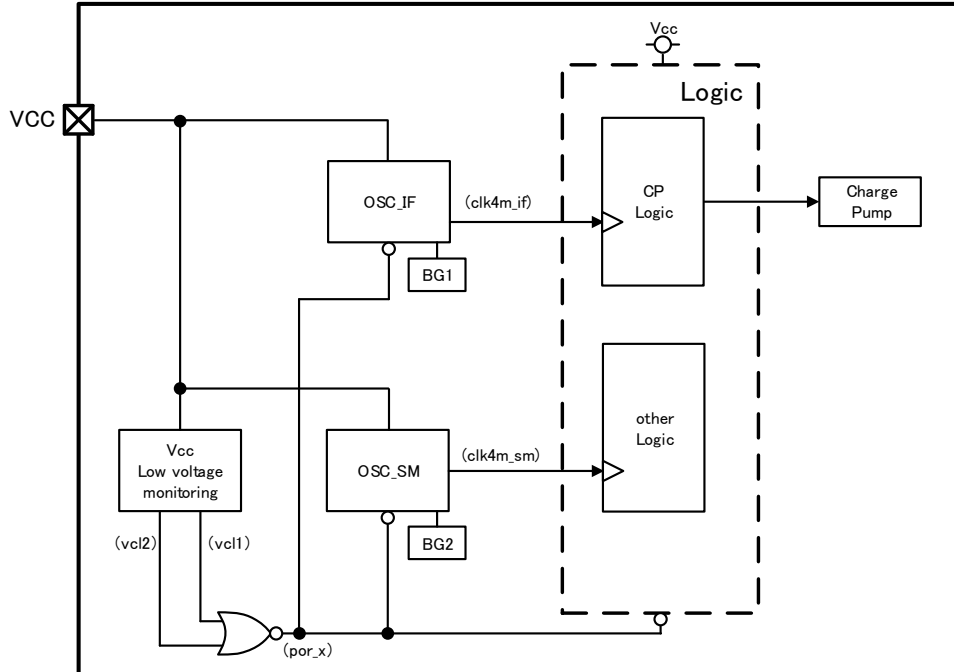 Vcc
Logic
VCC
OSC_IF
(clk4m_if)
CP
Logic
Charge
Pump
BG1
Vcc
Low voltage
monitoring
OSC_SM
(clk4m_sm)
other
Logic
BG2
(vcl2)
(vcl1)
(por_x)